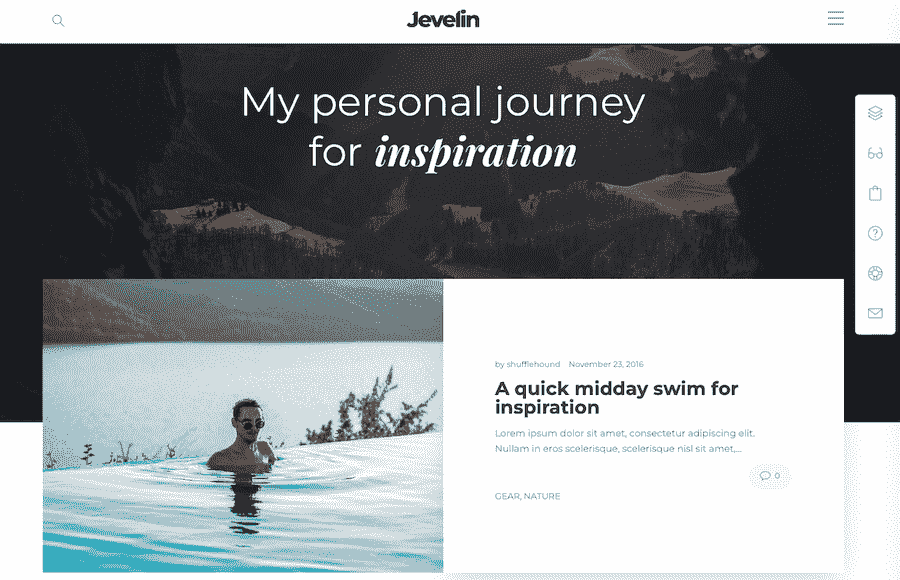 Jevelin
My personal journey
for inspiration
by shufflehound November 23, 2016
A quick midday swim for
inspiration
Lorem ipsum dolor sit amet, consectetur adipiscing elit.
Nullam in eros scelerisque, scelerisque nisl sit amet,...
0
GEAR, NATURE